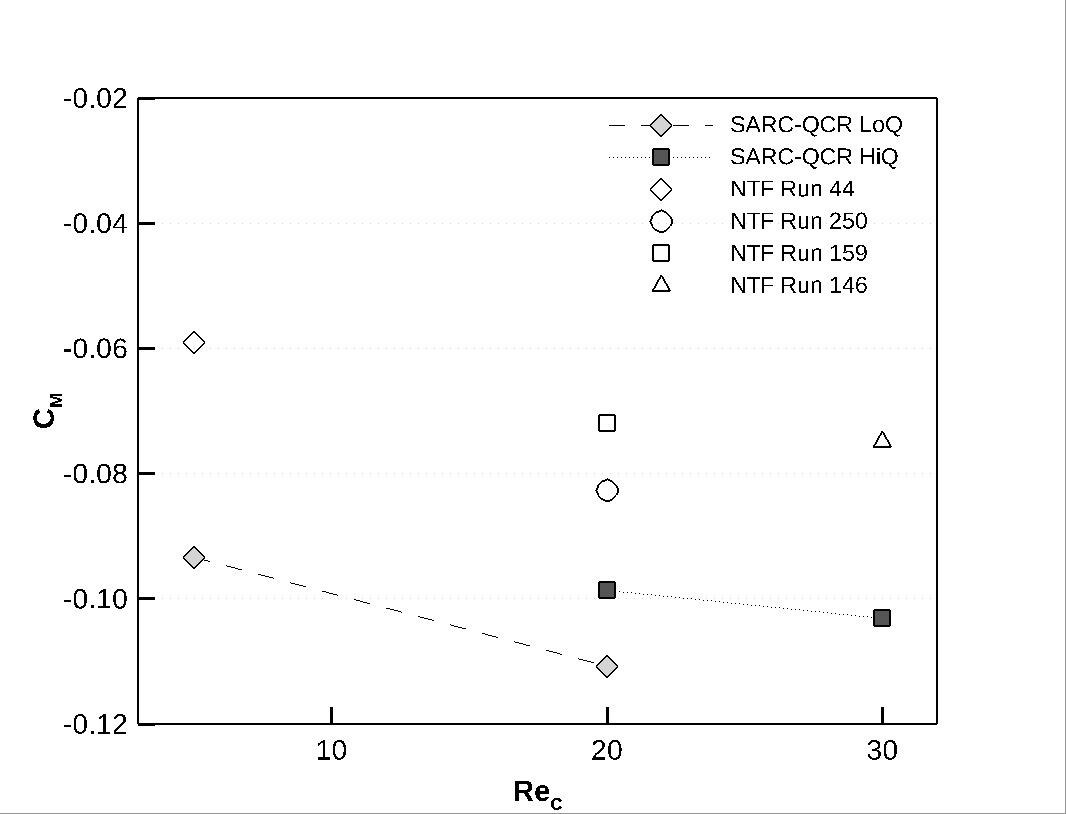 -0.02
SARC-QCR LoQ
SARC-QCR HiQ
NTF Run 44
-0.04
NTF Run 250
NTF Run 159
NTF Run 146
-0.06
CM
-0.08
-0.10
-0.12
10 20 30
Rec